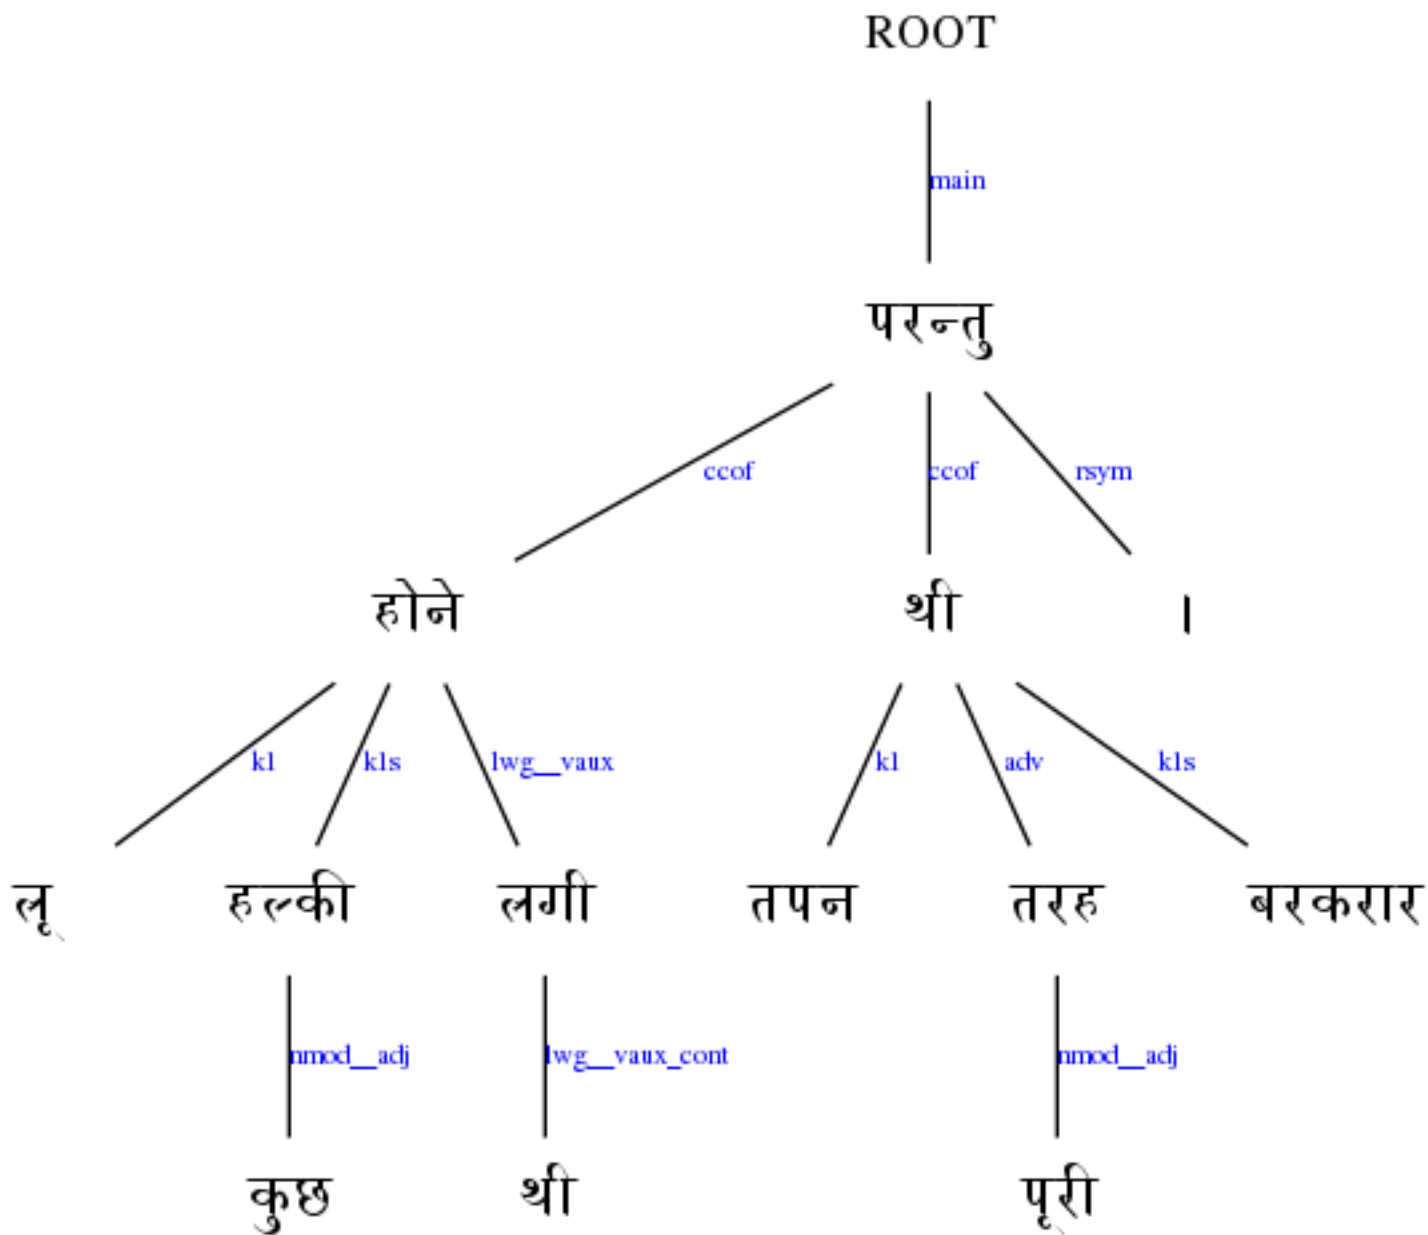 ROOT
main
परन्तु
ccof ccof rsym
होने थी ।
k1 k1s lwg__vaux k1 adv k1s
लू हल्की लगी तपन तरह बरकरार
nmod__adj lwg__vaux_cont nmod__adj
कुछ थी पूरी